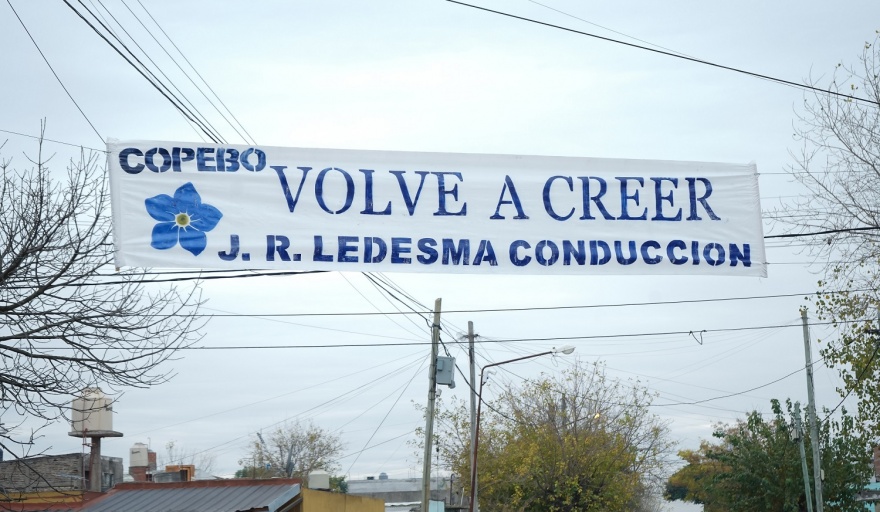 COPEBO
VOLVE A CREER
J. R. LEDESMA CONDUCCION